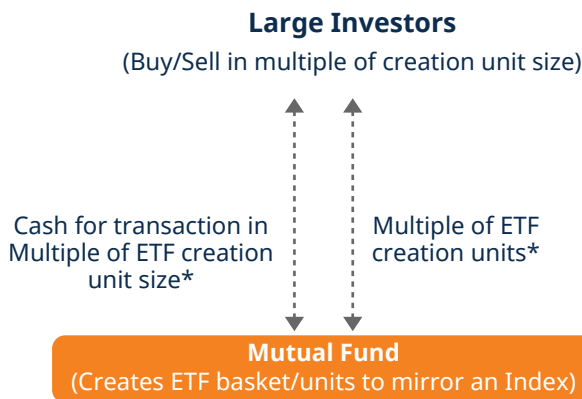 Large Investors
(Buy/Sell in multiple of creation unit size)
Cash for transaction in
Multiple of ETF creation
unit size*
Multiple of ETF
creation units*
Mutual Fund
(Creates ETF basket/units to mirror an Index)